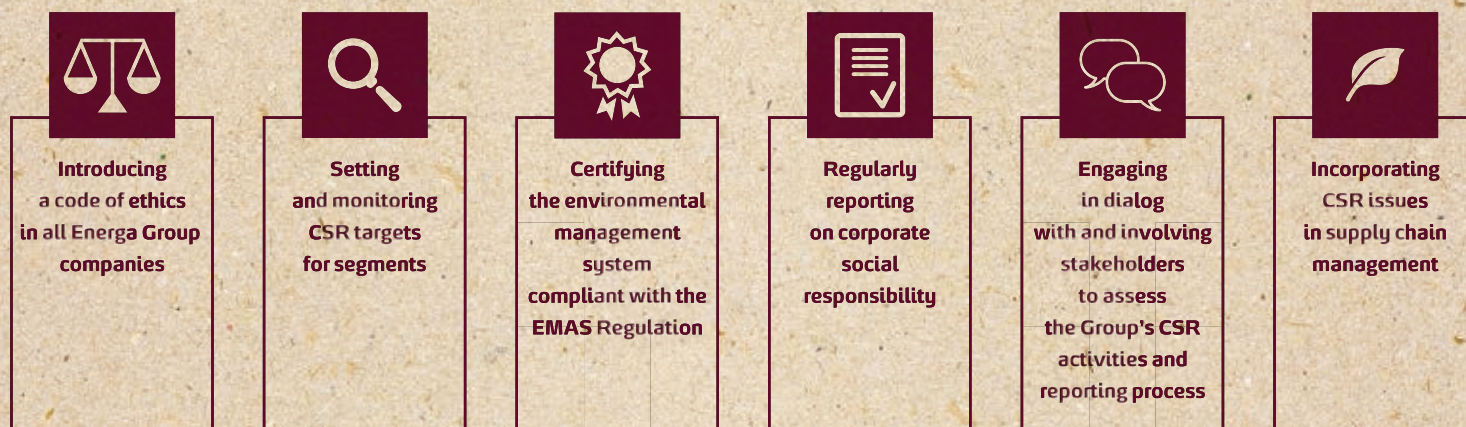 Introducing
a code of ethics
in all Energa Group
companies
Setting
and monitoring
CSR targets
for segments
Certifying
the environmental
management
system
compliant with the
EMAS Regulation
Regularly
reporting
on corporate
social
responsibility
Engaging
in dialog
with and involving
stakeholders
to assess
the Group's CSR
activities and
reporting process
Incorporating
CSR issues
in supply chain
management